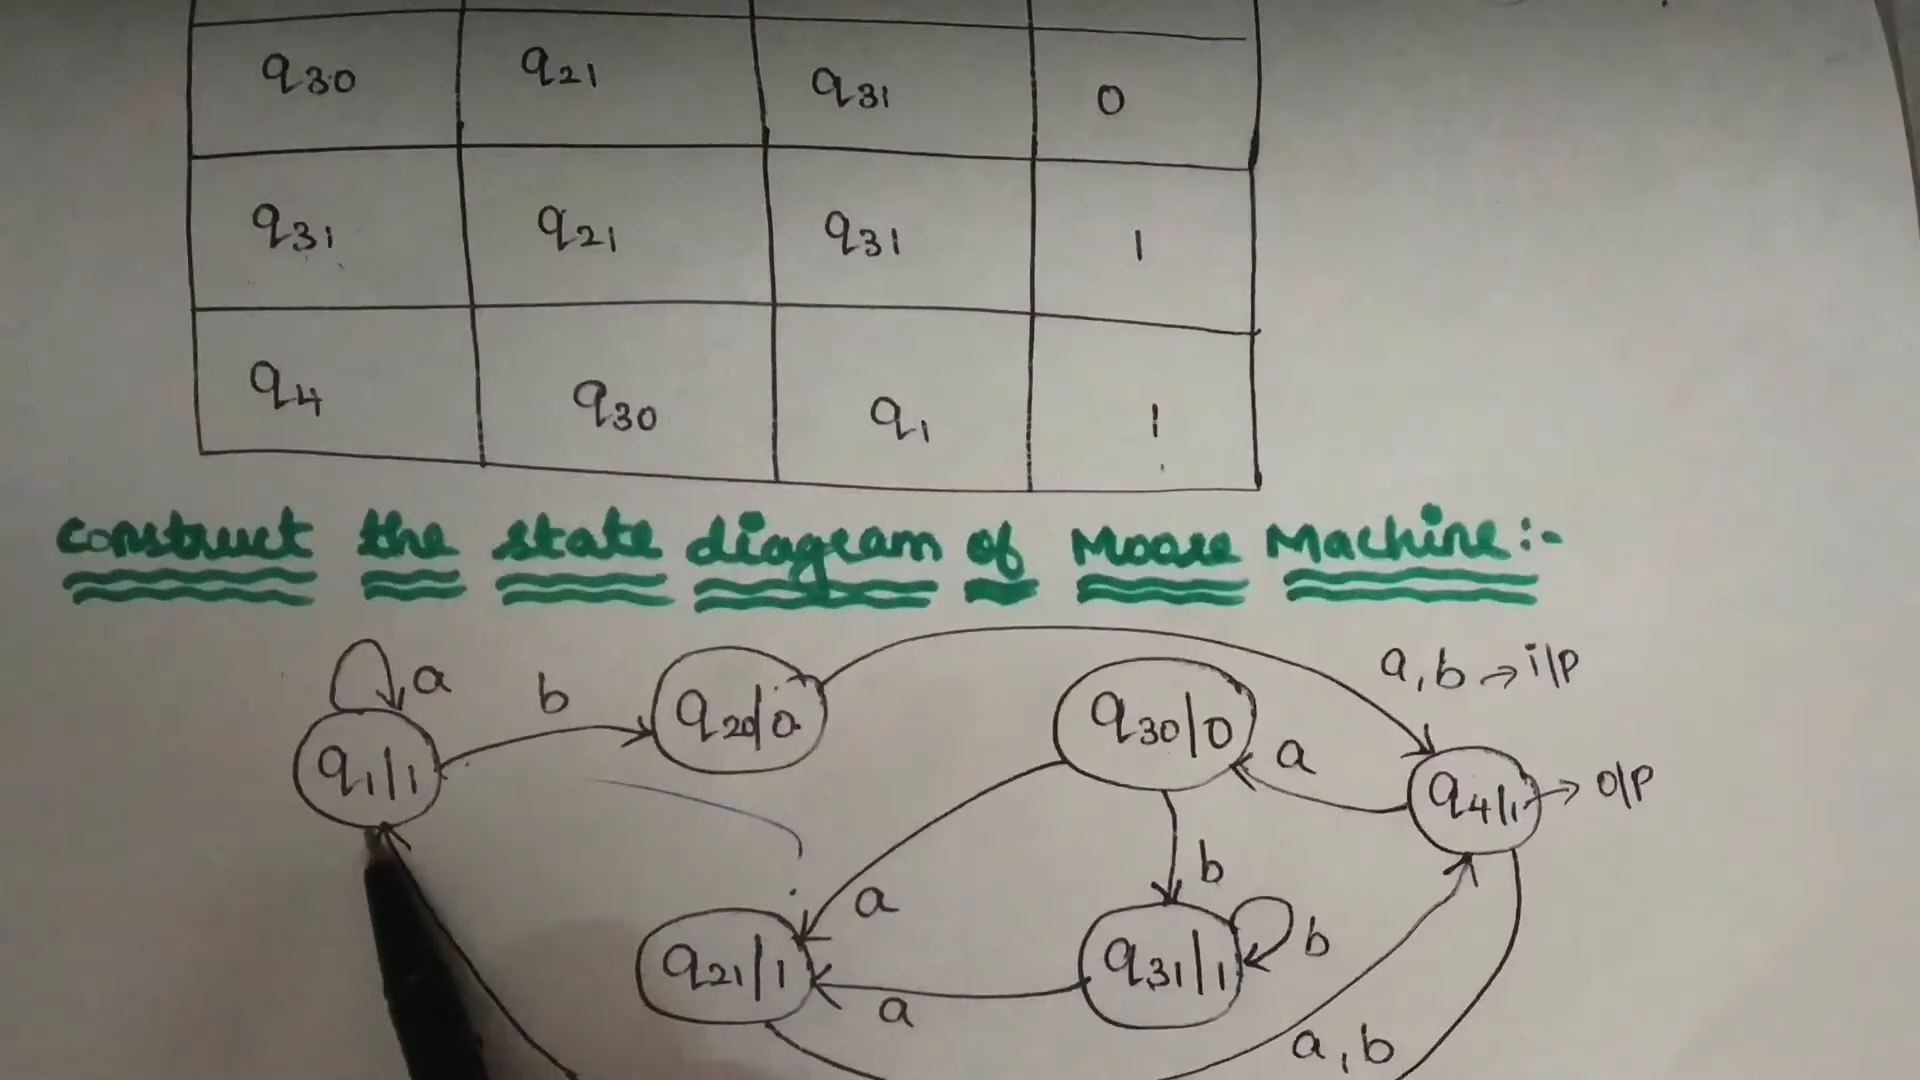 q30 q21 q31 0
q31 q21 q31 1
q4 q30 q1 1
construct the state diagram of Moore Machine:-
a b a,b → i/p
q1/1 q20/0 q30/0 a q4/1 → o/p
a b
q21/1 a q31/1 b
a,b